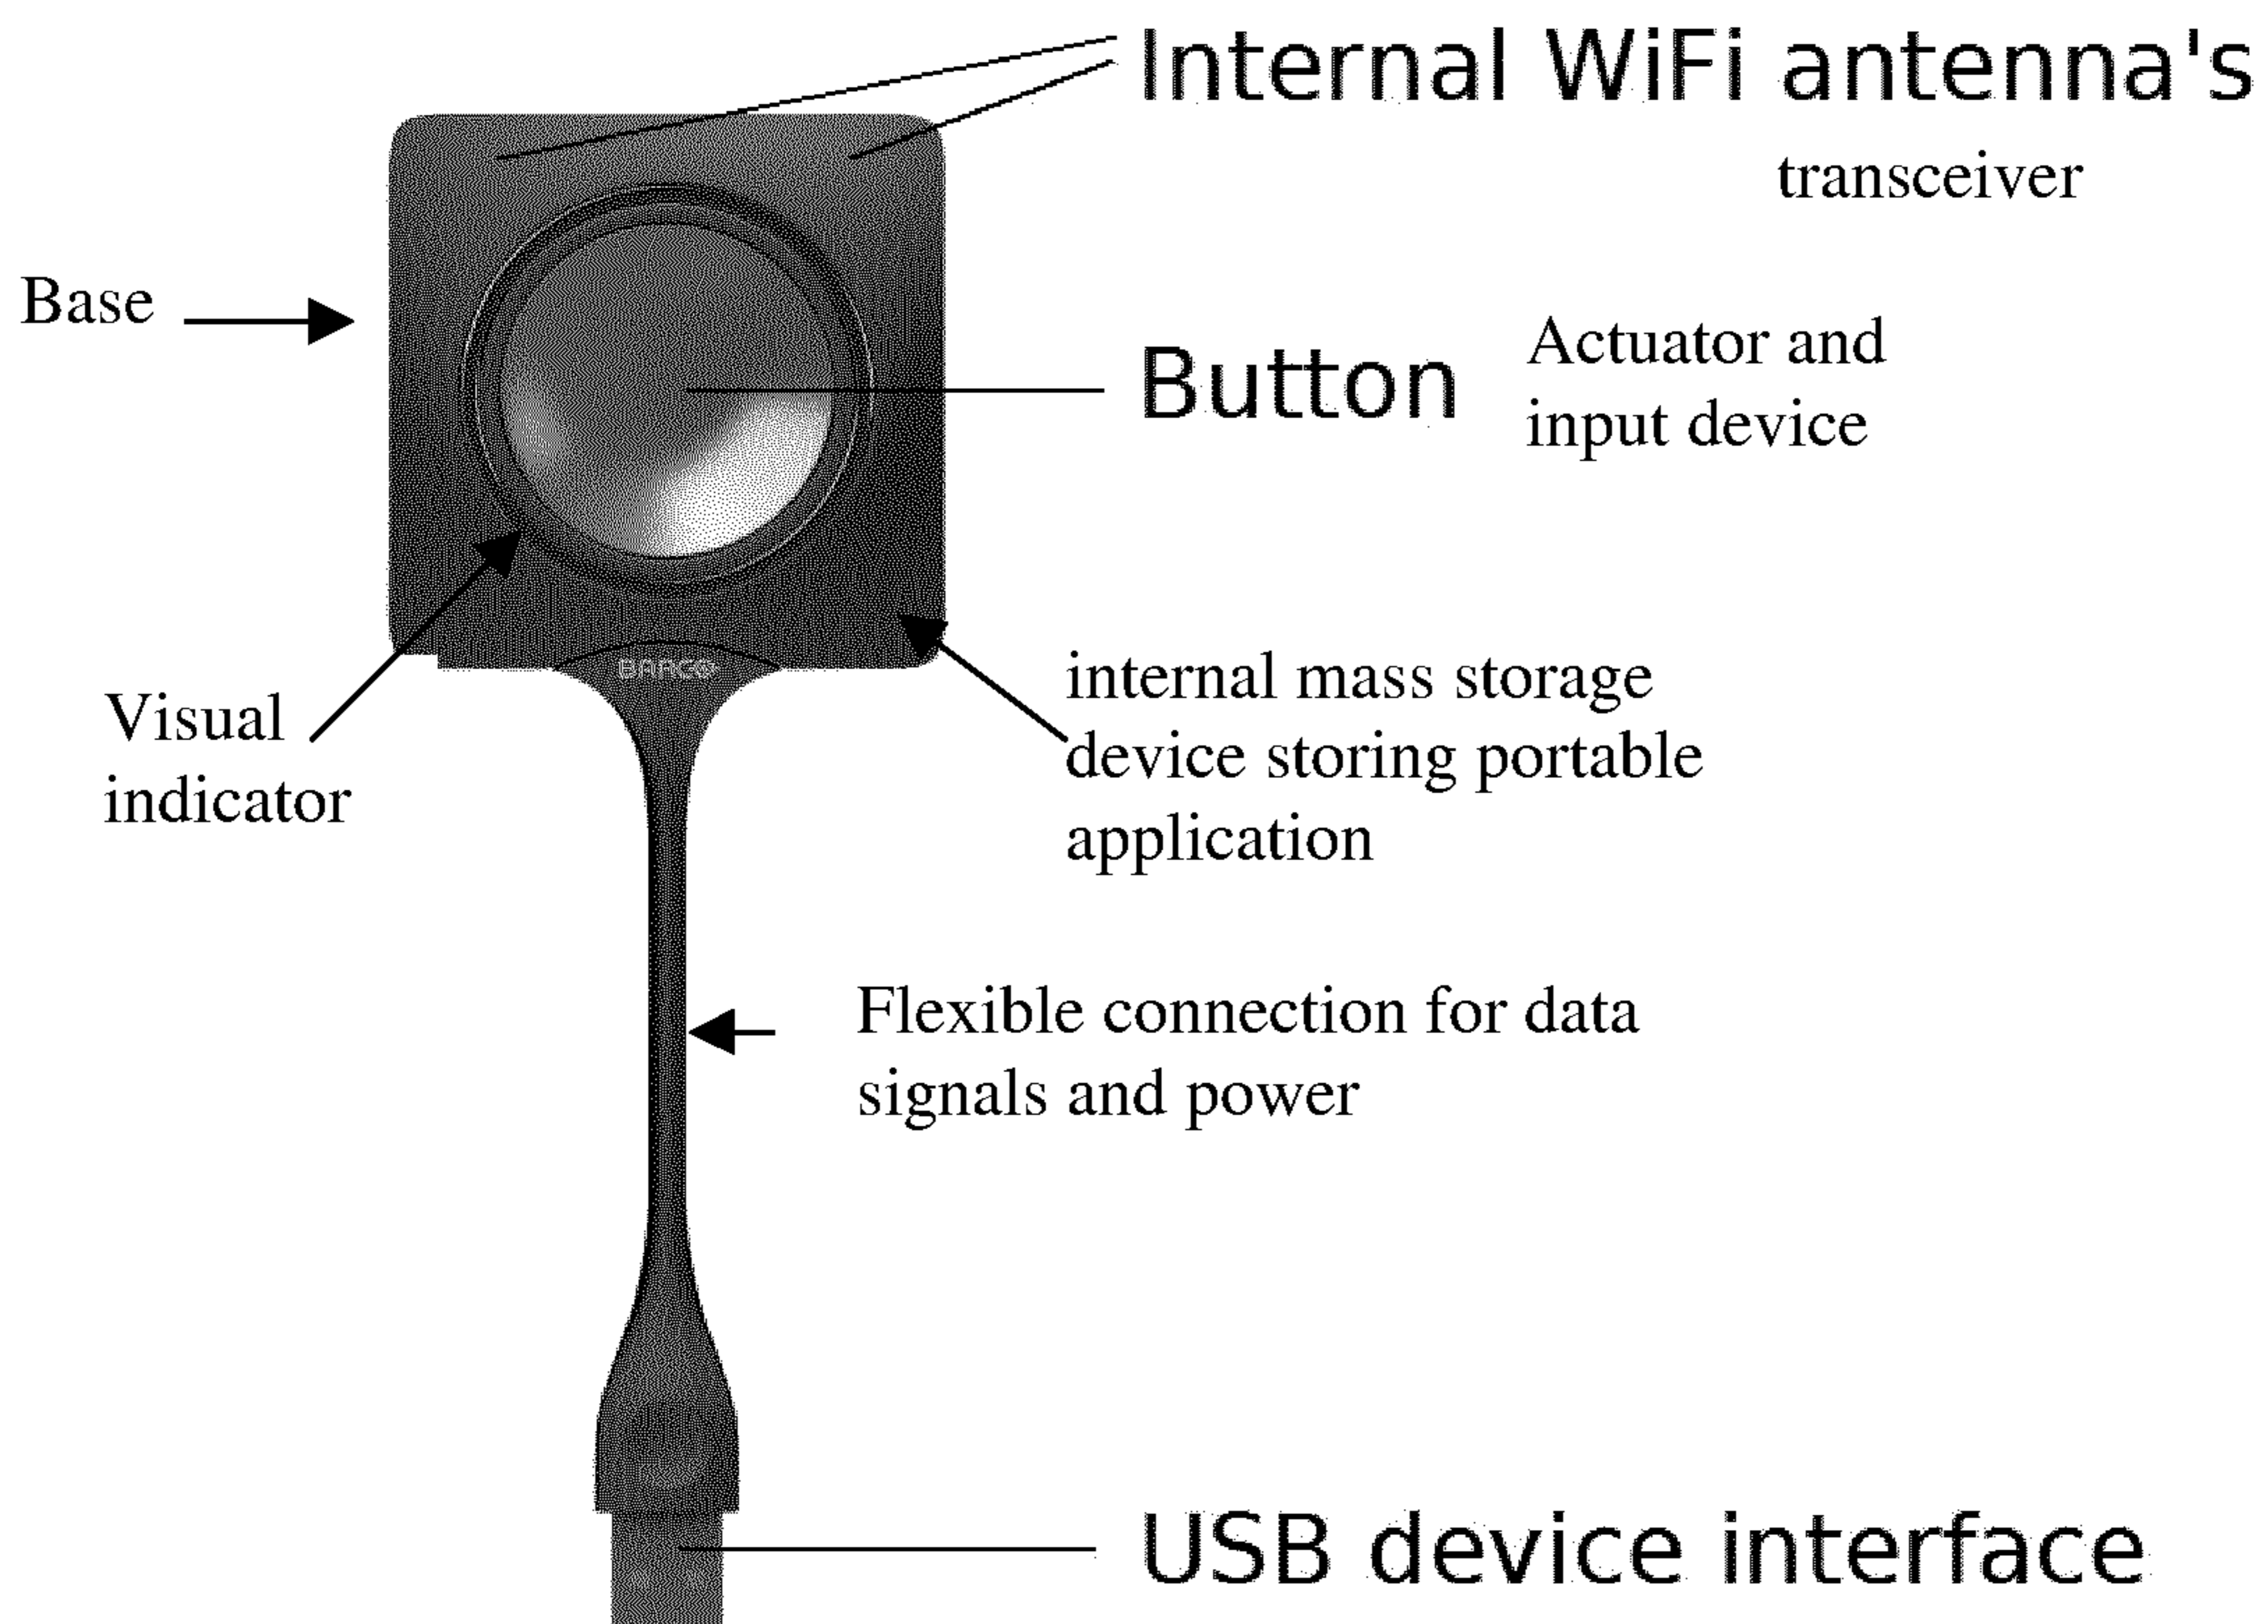 Internal WiFi antenna's
transceiver
Base
Button
Actuator and
input device
BARCO
Visual
indicator
internal mass storage
device storing portable
application
Flexible connection for data
signals and power
USB device interface